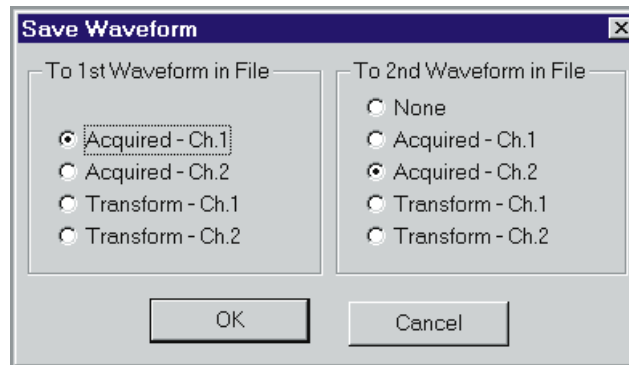 Save Waveform
To 1st Waveform in File
Acquired - Ch.1
Acquired - Ch.2
Transform - Ch.1
Transform - Ch.2
To 2nd Waveform in File
None
Acquired - Ch.1
Acquired - Ch.2
Transform - Ch.1
Transform - Ch.2
OK
Cancel